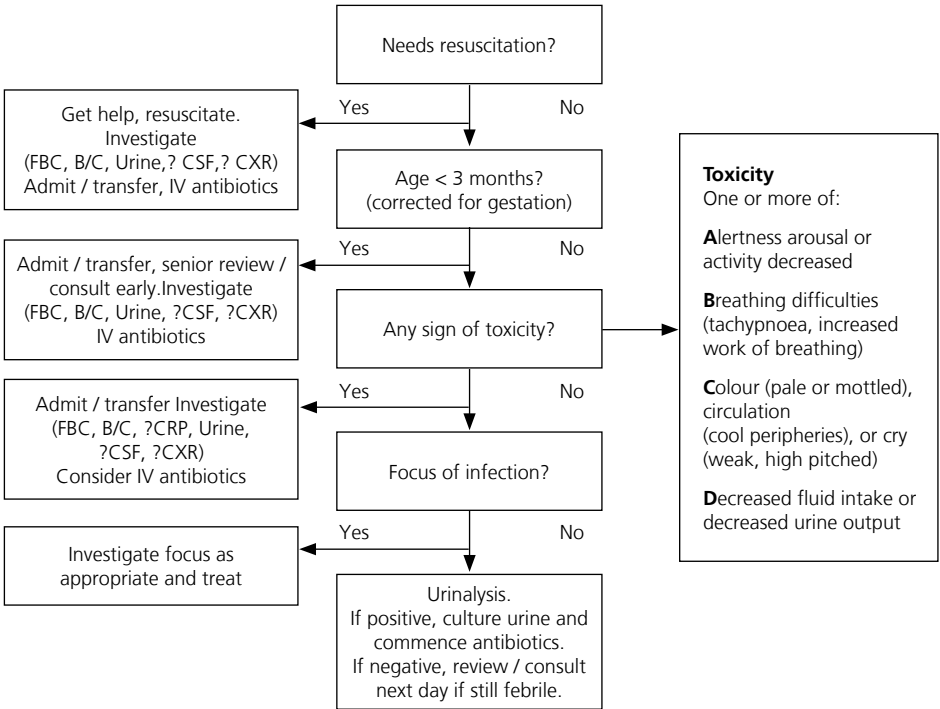 Needs resuscitation?
Yes
No
Get help, resuscitate.
Investigate
(FBC, B/C, Urine,? CSF,? CXR)
Admit / transfer, IV antibiotics
Age < 3 months?
(corrected for gestation)
Yes
No
Admit / transfer, senior review /
consult early.Investigate
(FBC, B/C, Urine, ?CSF, ?CXR)
IV antibiotics
Any sign of toxicity?
Yes
No
Admit / transfer Investigate
(FBC, B/C, ?CRP, Urine,
?CSF, ?CXR)
Consider IV antibiotics
Focus of infection?
Yes
No
Investigate focus as
appropriate and treat
Urinalysis.
If positive, culture urine and
commence antibiotics.
If negative, review / consult
next day if still febrile.
Toxicity
One or more of:
Alertness arousal or
activity decreased
Breathing difficulties
(tachypnoea, increased
work of breathing)
Colour (pale or mottled),
circulation
(cool peripheries), or cry
(weak, high pitched)
Decreased fluid intake or
decreased urine output